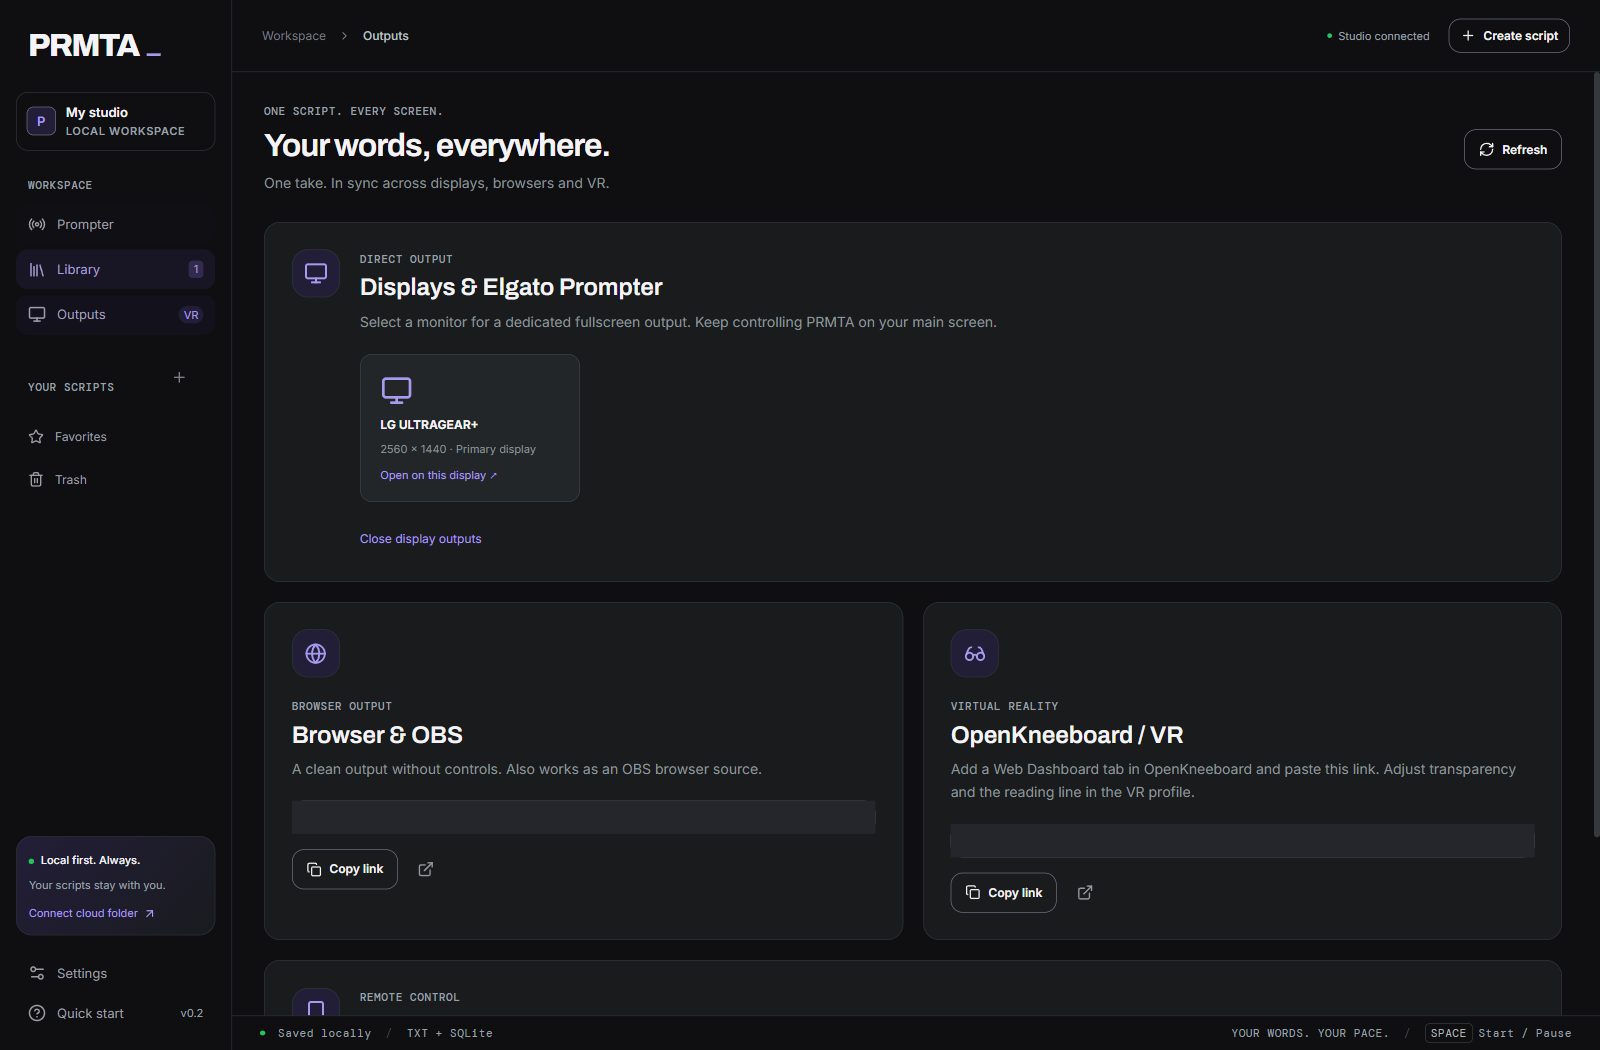 PRMTA _
P
My studio
LOCAL WORKSPACE
WORKSPACE
Prompter
Library
1
Outputs
VR
YOUR SCRIPTS
Favorites
Trash
Local first. Always.
Your scripts stay with you.
Connect cloud folder
Settings
Quick start
v0.2
Workspace
Outputs
Studio connected
Create script
ONE SCRIPT. EVERY SCREEN.
Your words, everywhere.
One take. In sync across displays, browsers and VR.
Refresh
DIRECT OUTPUT
Displays & Elgato Prompter
Select a monitor for a dedicated fullscreen output. Keep controlling PRMTA on your main screen.
LG ULTRAGEAR+
2560 × 1440 · Primary display
Open on this display ↗
Close display outputs
BROWSER OUTPUT
Browser & OBS
A clean output without controls. Also works as an OBS browser source.
Copy link
VIRTUAL REALITY
OpenKneeboard / VR
Add a Web Dashboard tab in OpenKneeboard and paste this link. Adjust transparency
and the reading line in the VR profile.
Copy link
REMOTE CONTROL
Saved locally / TXT + SQLite
YOUR WORDS. YOUR PACE. / SPACE Start / Pause